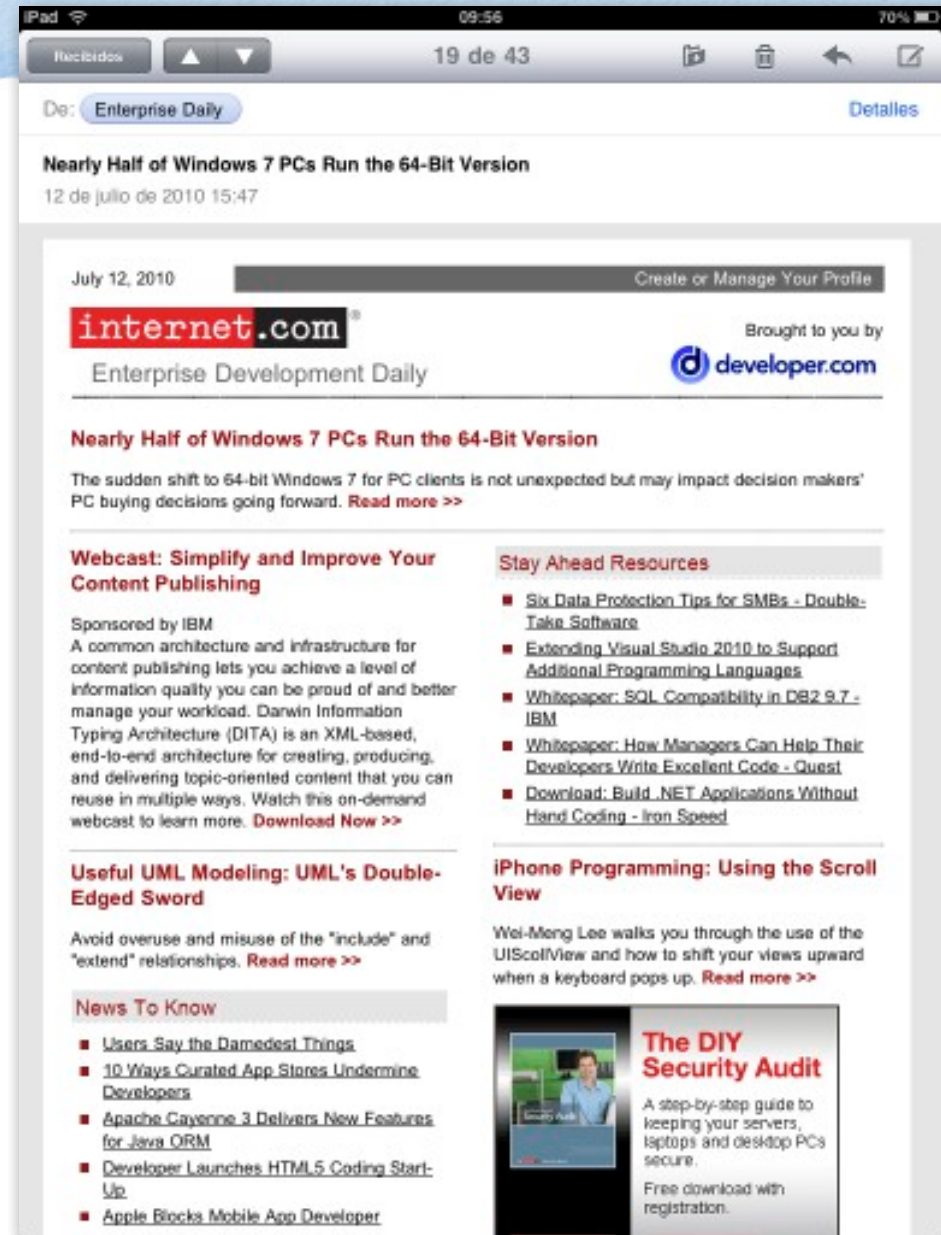 iPad 09:56 70%
Recibidos 19 de 43
De: Enterprise Daily Detalles
Nearly Half of Windows 7 PCs Run the 64-Bit Version
12 de julio de 2010 15:47
July 12, 2010 Create or Manage Your Profile
internet.com®
Brought to you by
developer.com
Enterprise Development Daily
Nearly Half of Windows 7 PCs Run the 64-Bit Version
The sudden shift to 64-bit Windows 7 for PC clients is not unexpected but may impact decision makers'
PC buying decisions going forward. Read more >>
Webcast: Simplify and Improve Your
Content Publishing
Sponsored by IBM
A common architecture and infrastructure for
content publishing lets you achieve a level of
information quality you can be proud of and better
manage your workload. Darwin Information
Typing Architecture (DITA) is an XML-based,
end-to-end architecture for creating, producing,
and delivering topic-oriented content that you can
reuse in multiple ways. Watch this on-demand
webcast to learn more. Download Now >>
Useful UML Modeling: UML's Double-
Edged Sword
Avoid overuse and misuse of the "include" and
"extend" relationships. Read more >>
News To Know
Users Say the Darnedest Things
10 Ways Curated App Stores Undermine
Developers
Apache Cayenne 3 Delivers New Features
for Java ORM
Developer Launches HTML5 Coding Start-
Up
Apple Blocks Mobile App Developer
Stay Ahead Resources
Six Data Protection Tips for SMBs - Double-
Take Software
Extending Visual Studio 2010 to Support
Additional Programming Languages
Whitepaper: SQL Compatibility in DB2 9.7 -
IBM
Whitepaper: How Managers Can Help Their
Developers Write Excellent Code - Quest
Download: Build .NET Applications Without
Hand Coding - Iron Speed
iPhone Programming: Using the Scroll
View
Wei-Meng Lee walks you through the use of the
UIScollView and how to shift your views upward
when a keyboard pops up. Read more >>
Security Audit
The DIY
Security Audit
A step-by-step guide to
keeping your servers,
laptops and desktop PCs
secure.
Free download with
registration.